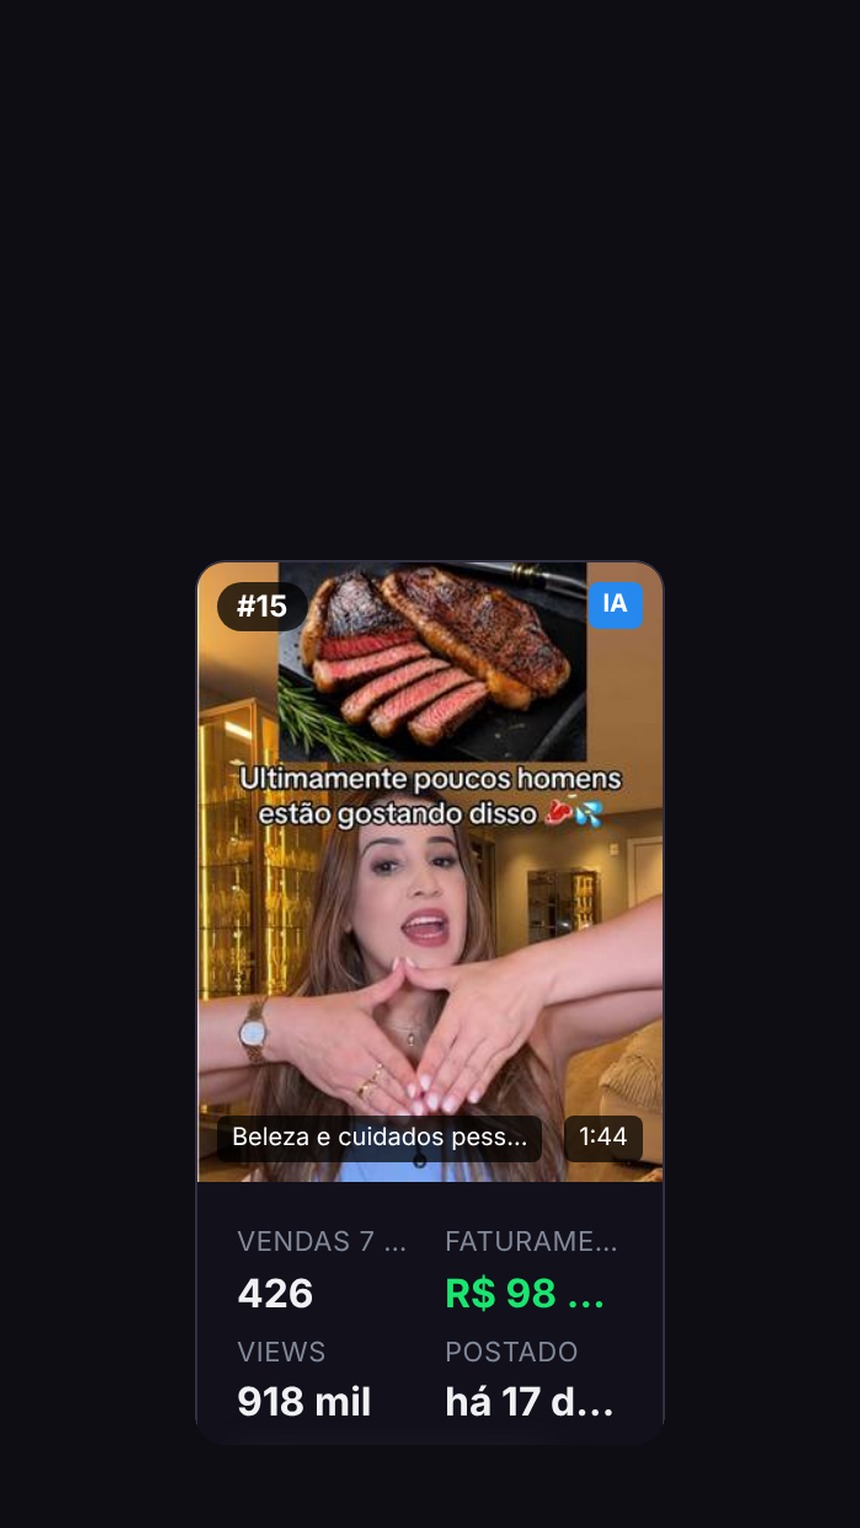 #15
IA
Ultimamente poucos homens
estão gostando disso 🥩💦
Beleza e cuidados pess...
1:44
VENDAS 7 ...
FATURAME...
426
R$ 98 ...
VIEWS
POSTADO
918 mil
há 17 d...